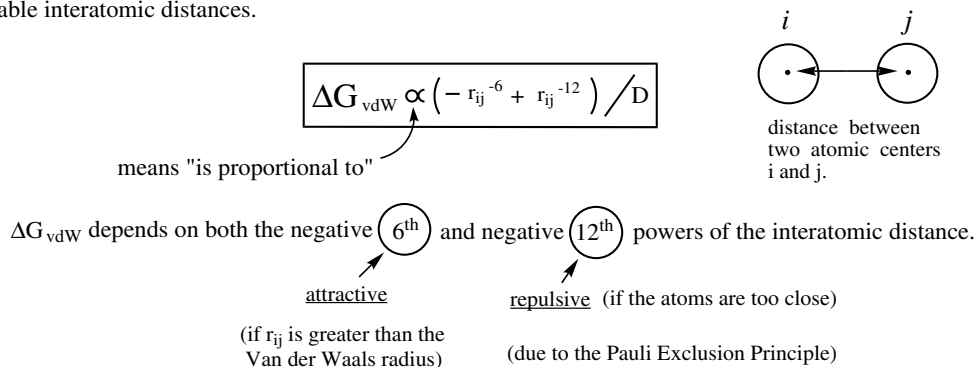 able interatomic distances.
i j
ΔG vdW ∝ ( – r ij -6 + r ij -12 ) / D
distance between
two atomic centers
i and j.
means "is proportional to"
ΔG vdW depends on both the negative 6th and negative 12th powers of the interatomic distance.
attractive
repulsive (if the atoms are too close)
(if rij is greater than the
Van der Waals radius)
(due to the Pauli Exclusion Principle)